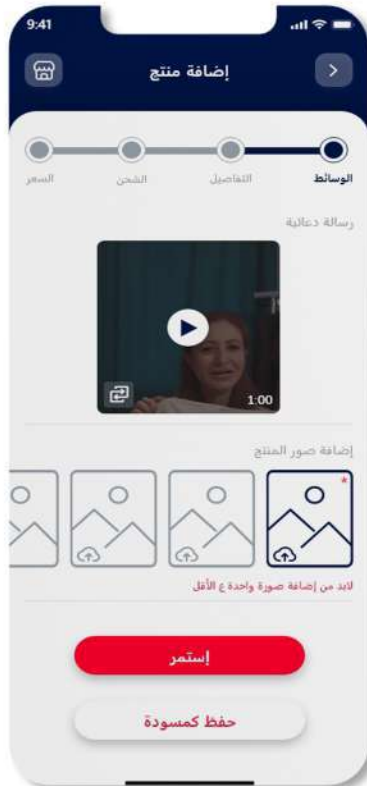 9:41
إضافة منتج
الوسائط
التفاصيل
الشحن
السعر
رسالة دعائية
1:00
إضافة صور المنتج
*
لابد من إضافة صورة واحدة ع الأقل
إستمر
حفظ كمسودة